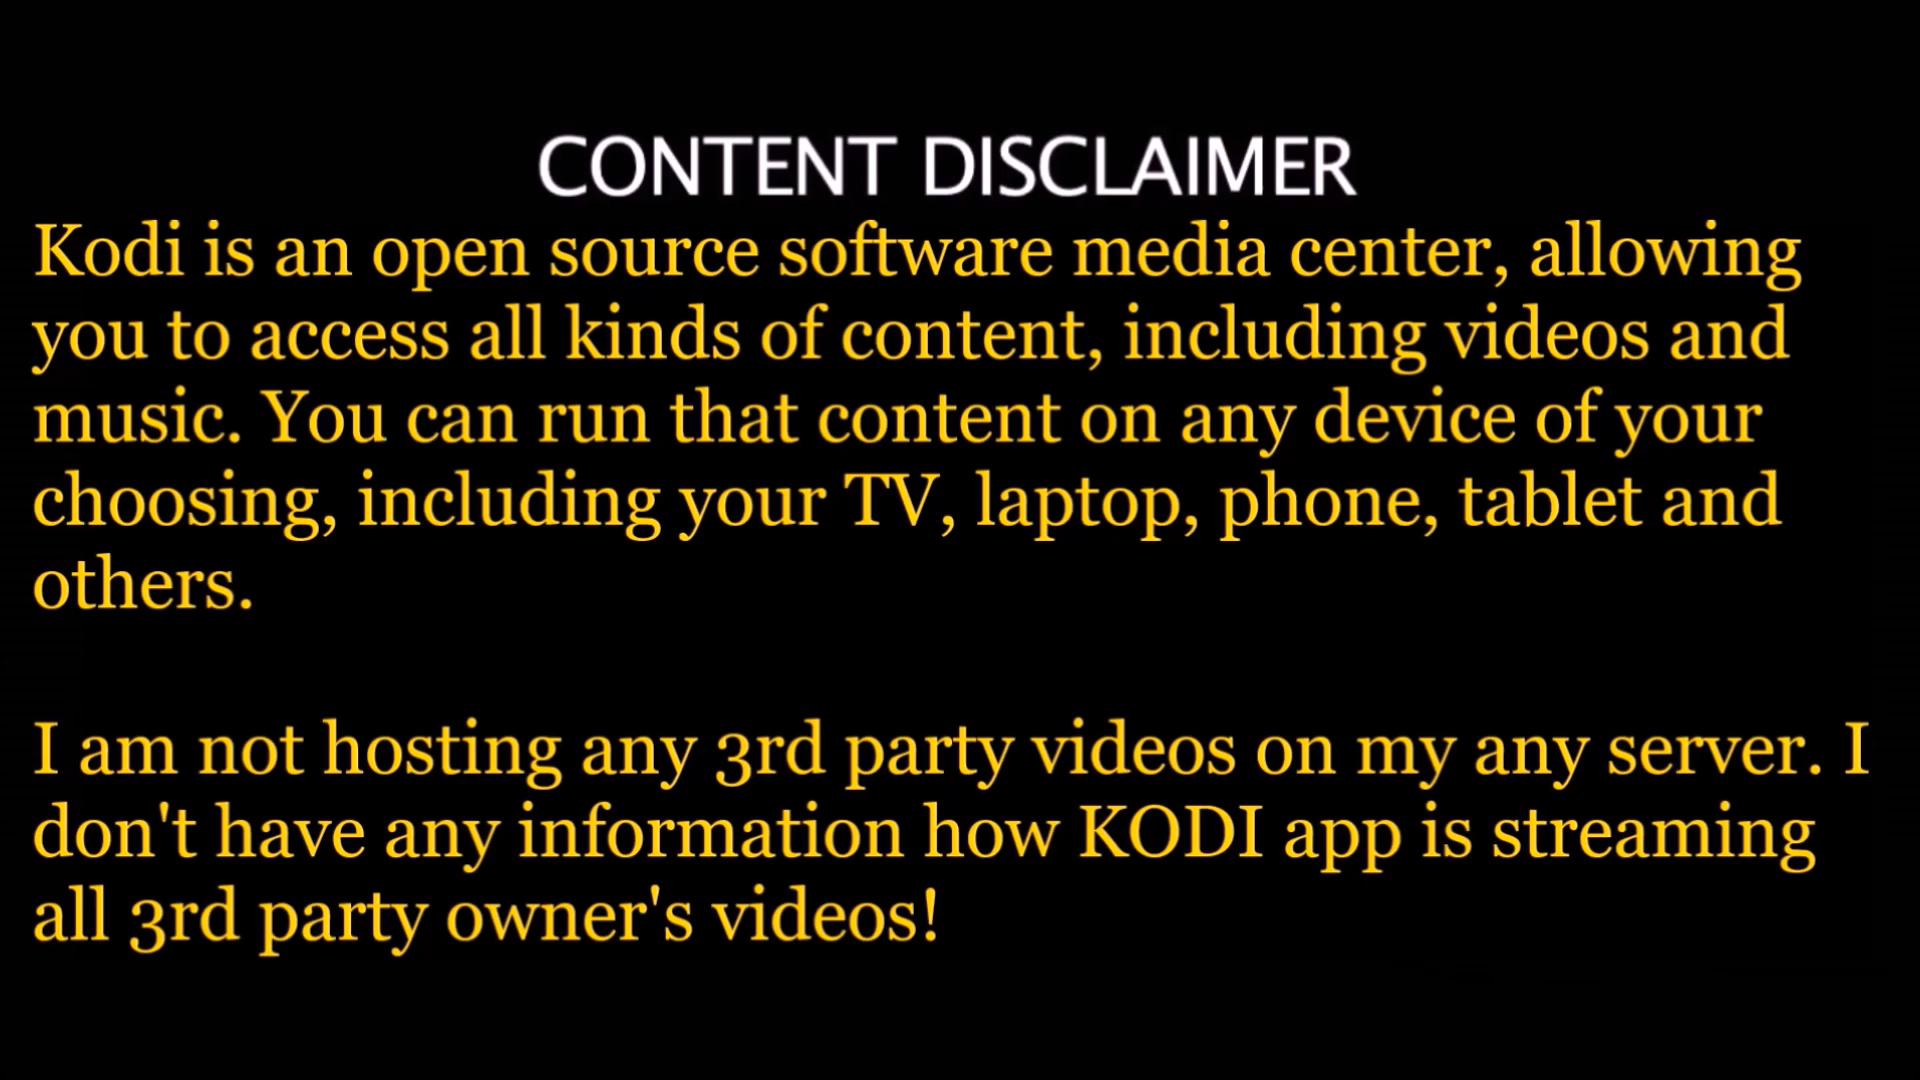 CONTENT DISCLAIMER
Kodi is an open source software media center, allowing
you to access all kinds of content, including videos and
music. You can run that content on any device of your
choosing, including your TV, laptop, phone, tablet and
others.
I am not hosting any 3rd party videos on my any server. I
don't have any information how KODI app is streaming
all 3rd party owner's videos!